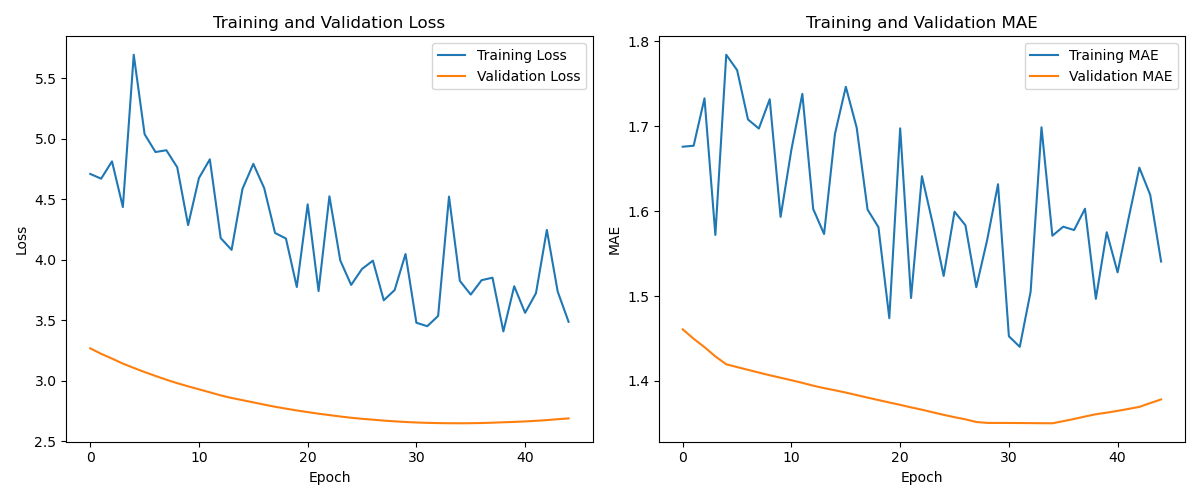 Training and Validation Loss
Training Loss
Validation Loss
5.5
5.0
4.5
4.0
3.5
3.0
2.5
Loss
0
10
20
30
40
Epoch
Training and Validation MAE
Training MAE
Validation MAE
1.8
1.7
1.6
1.5
1.4
MAE
0
10
20
30
40
Epoch